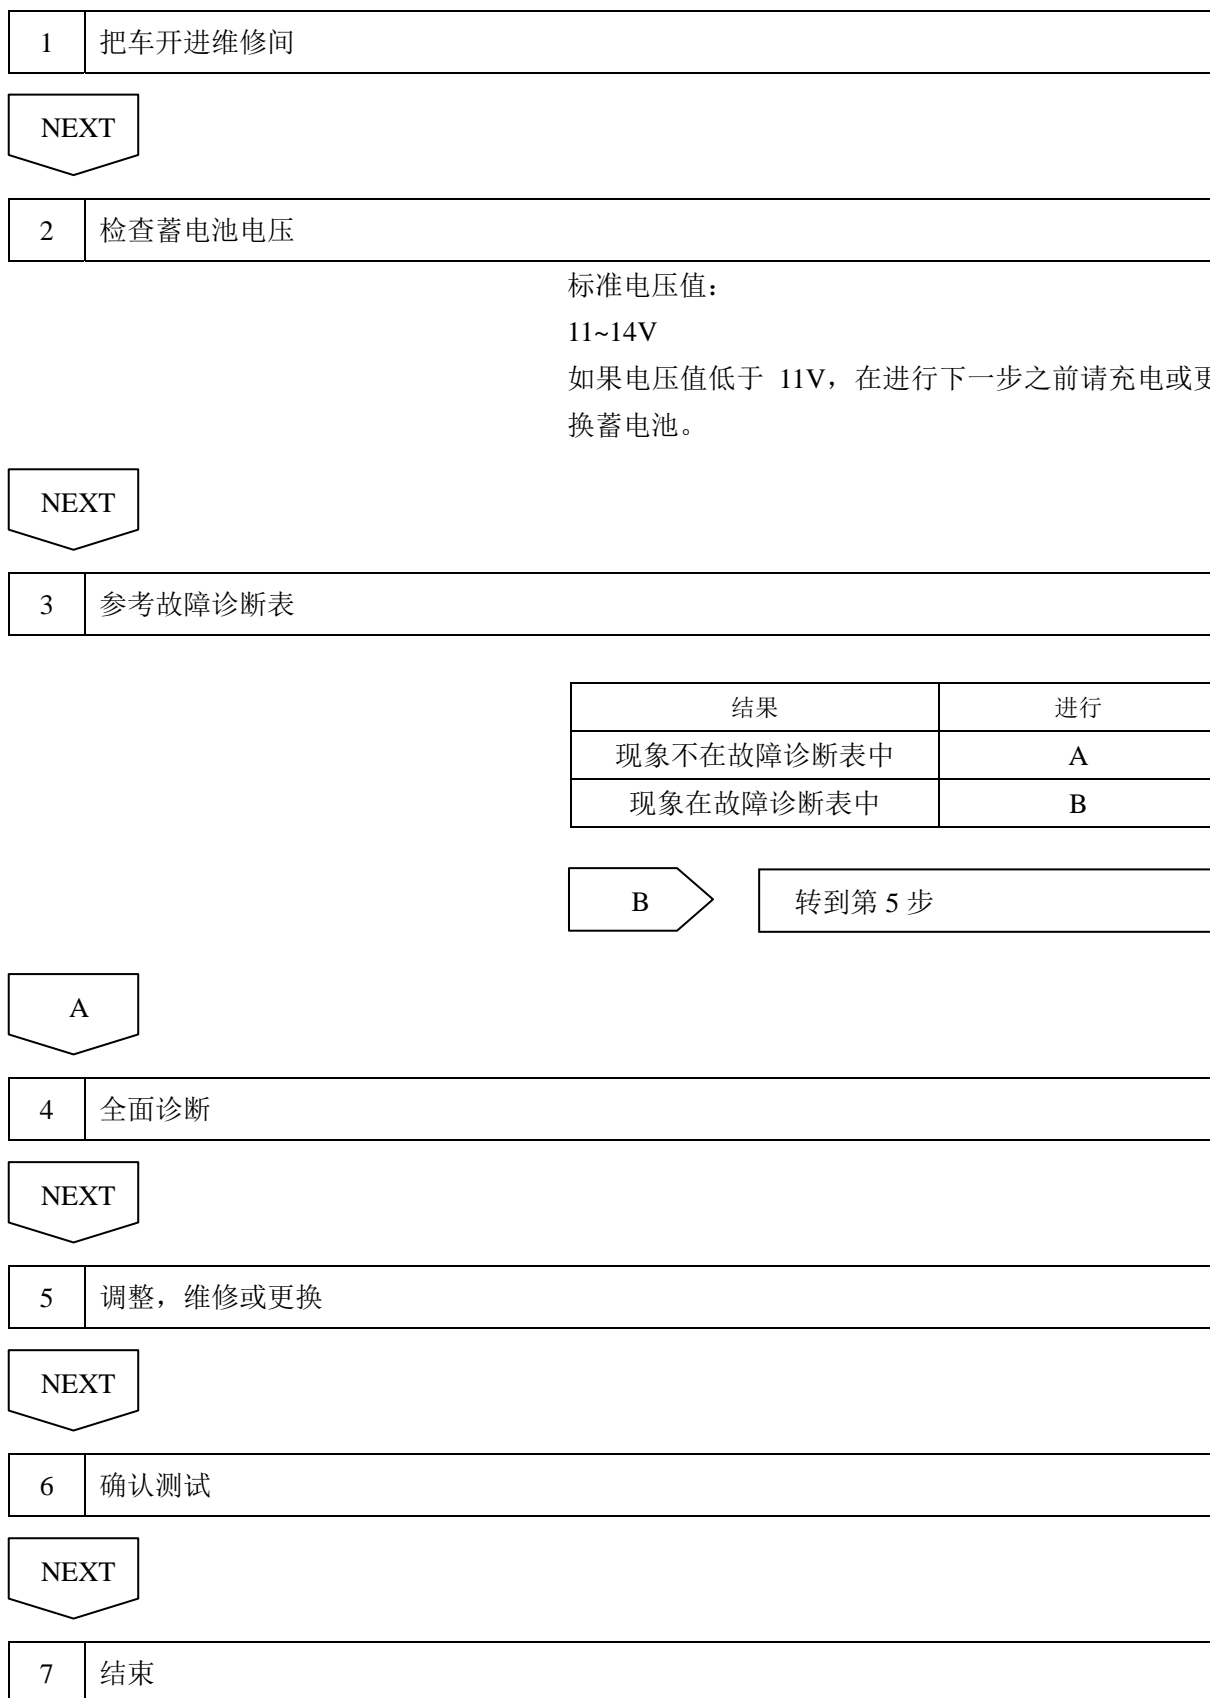 1 把车开进维修间
NEXT
2 检查蓄电池电压
标准电压值：
11~14V
如果电压值低于 11V，在进行下一步之前请充电或更
换蓄电池。
NEXT
3 参考故障诊断表
结果 进行
现象不在故障诊断表中 A
现象在故障诊断表中 B
B 转到第 5 步
A
4 全面诊断
NEXT
5 调整，维修或更换
NEXT
6 确认测试
NEXT
7 结束